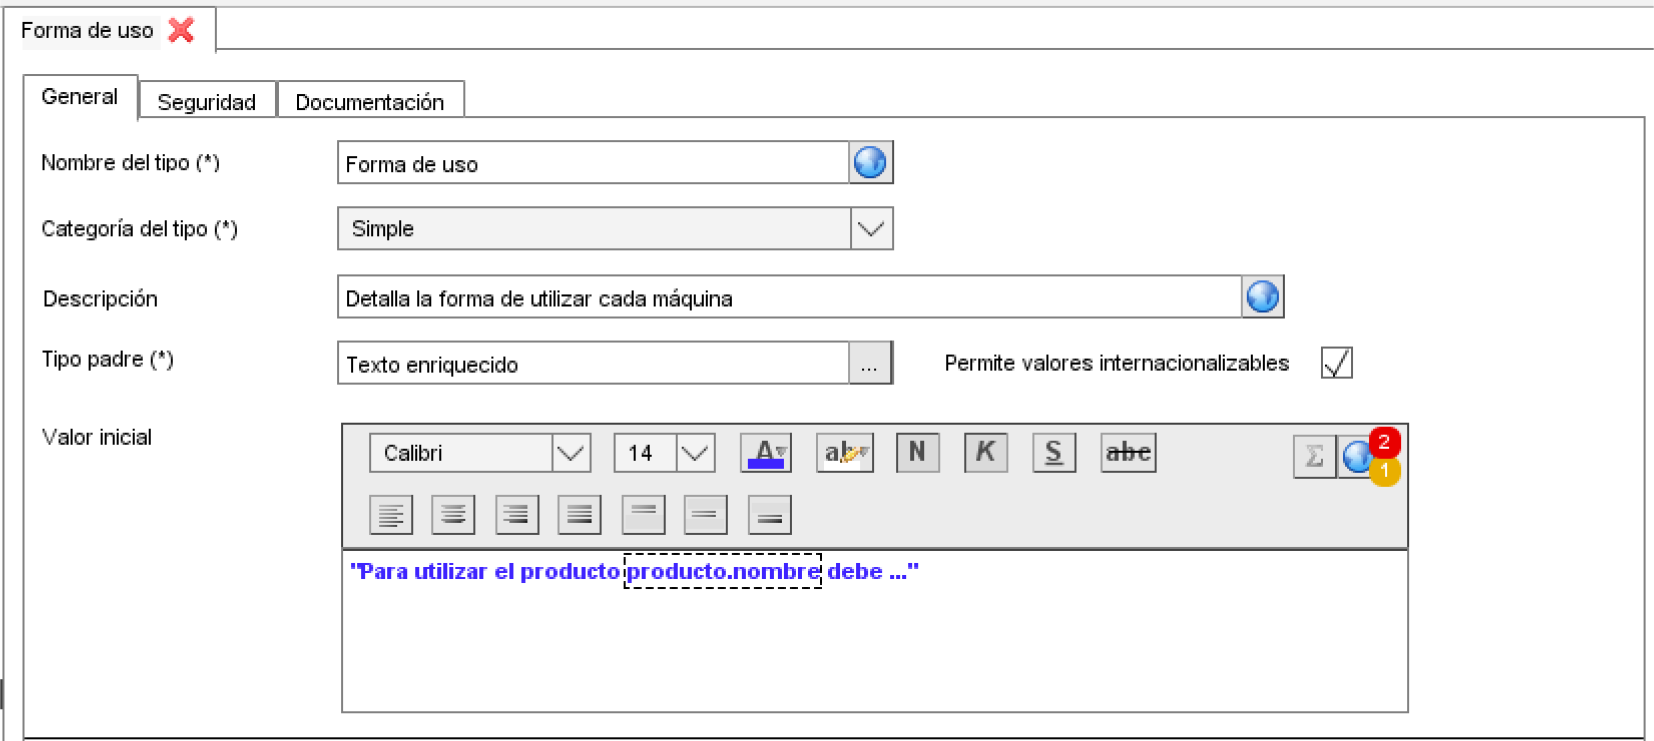 Forma de uso
General Seguridad Documentación
Nombre del tipo (*) Forma de uso
Categoría del tipo (*) Simple
Descripción Detalla la forma de utilizar cada máquina
Tipo padre (*) Texto enriquecido ... Permite valores internacionalizables
Valor inicial Calibri 14 A ab N K S abc Σ 2
1
"Para utilizar el producto producto.nombre debe ..."